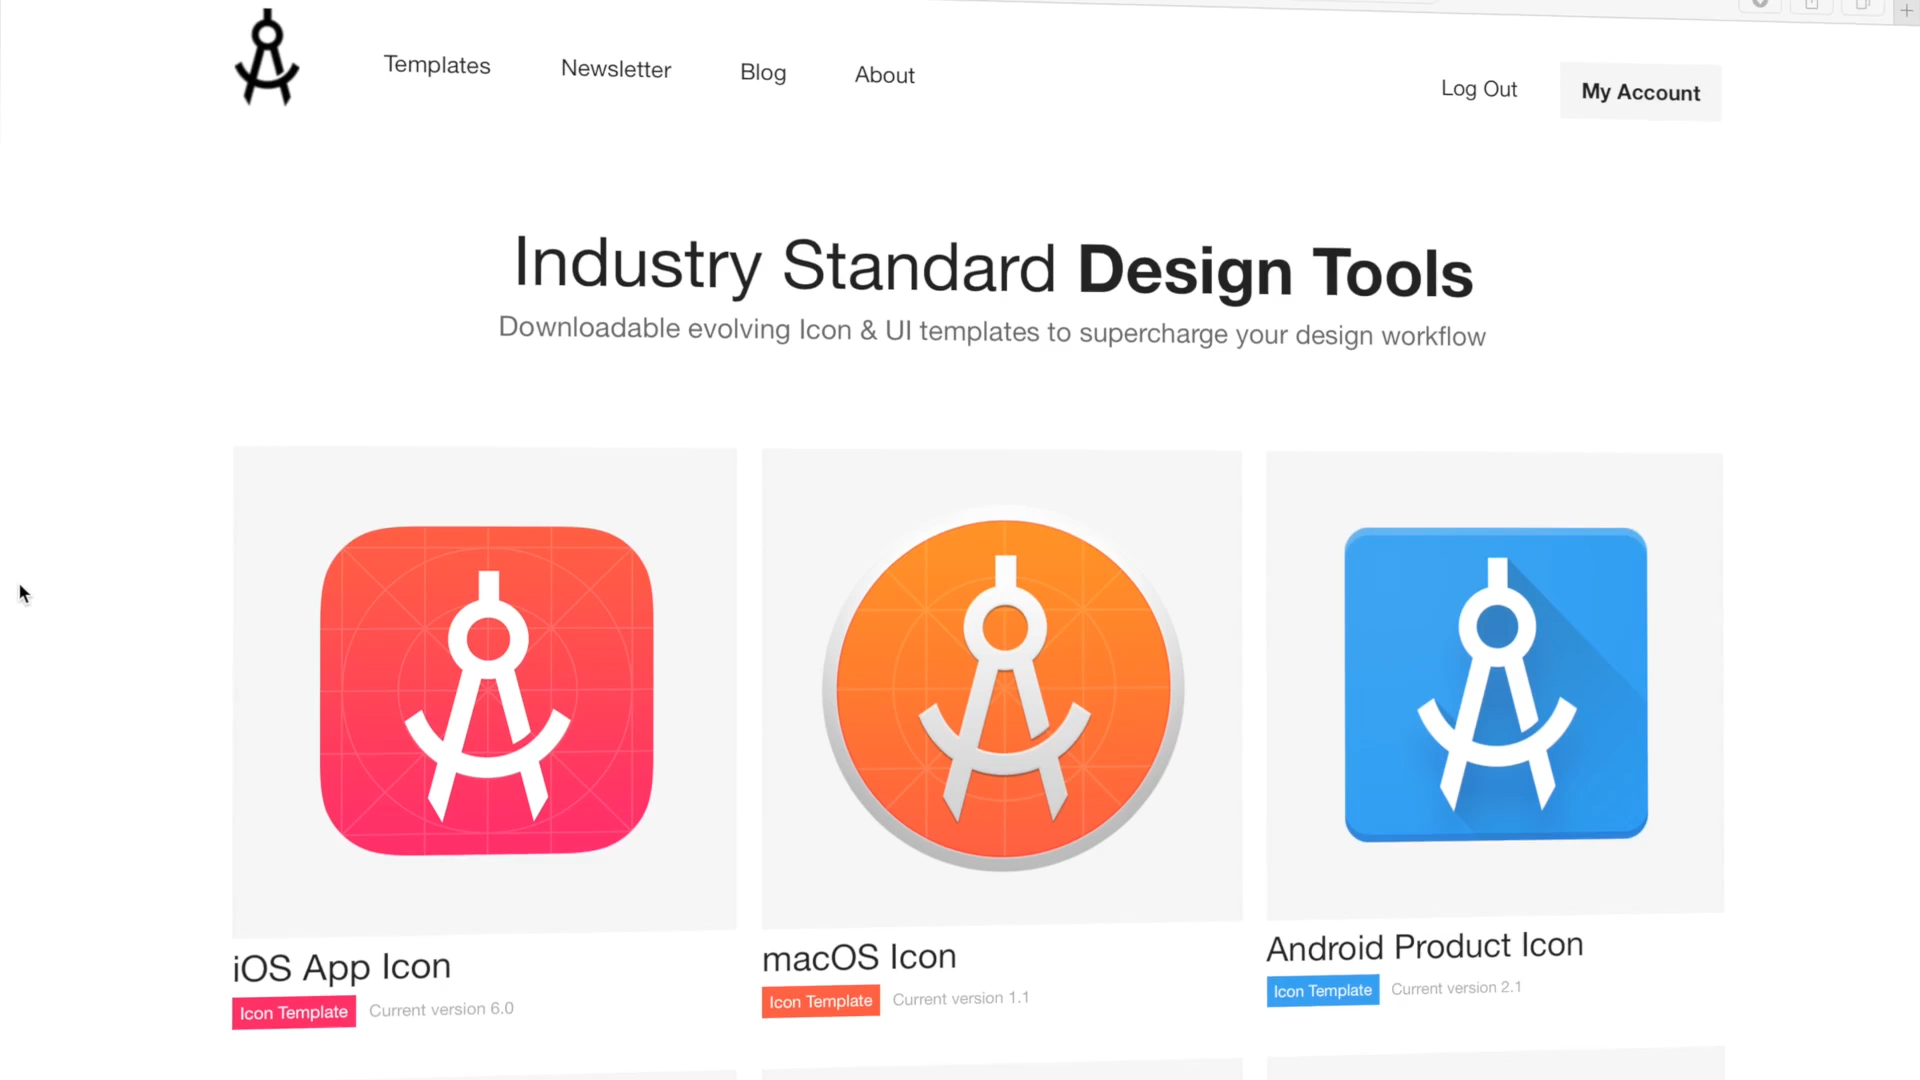 Templates Newsletter Blog About
Log Out My Account
Industry Standard Design Tools
Downloadable evolving Icon & UI templates to supercharge your design workflow
iOS App Icon
Icon Template Current version 6.0
macOS Icon
Icon Template Current version 1.1
Android Product Icon
Icon Template Current version 2.1